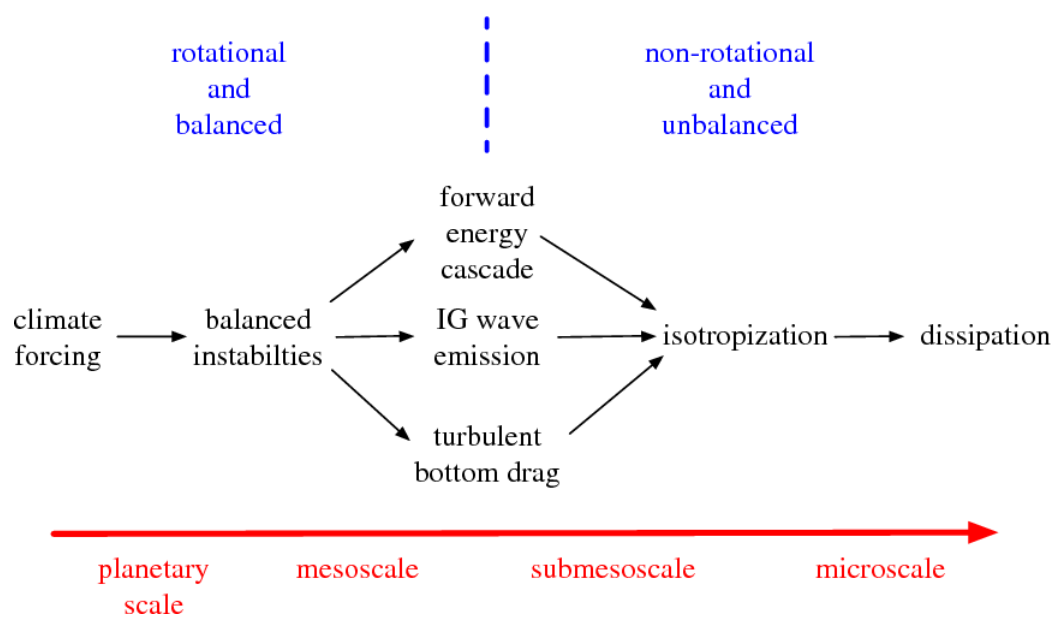 rotational
and
balanced
non-rotational
and
unbalanced
forward
energy
cascade
climate
forcing
balanced
instabilties
IG wave
emission
isotropization
dissipation
turbulent
bottom drag
planetary
scale
mesoscale
submesoscale
microscale